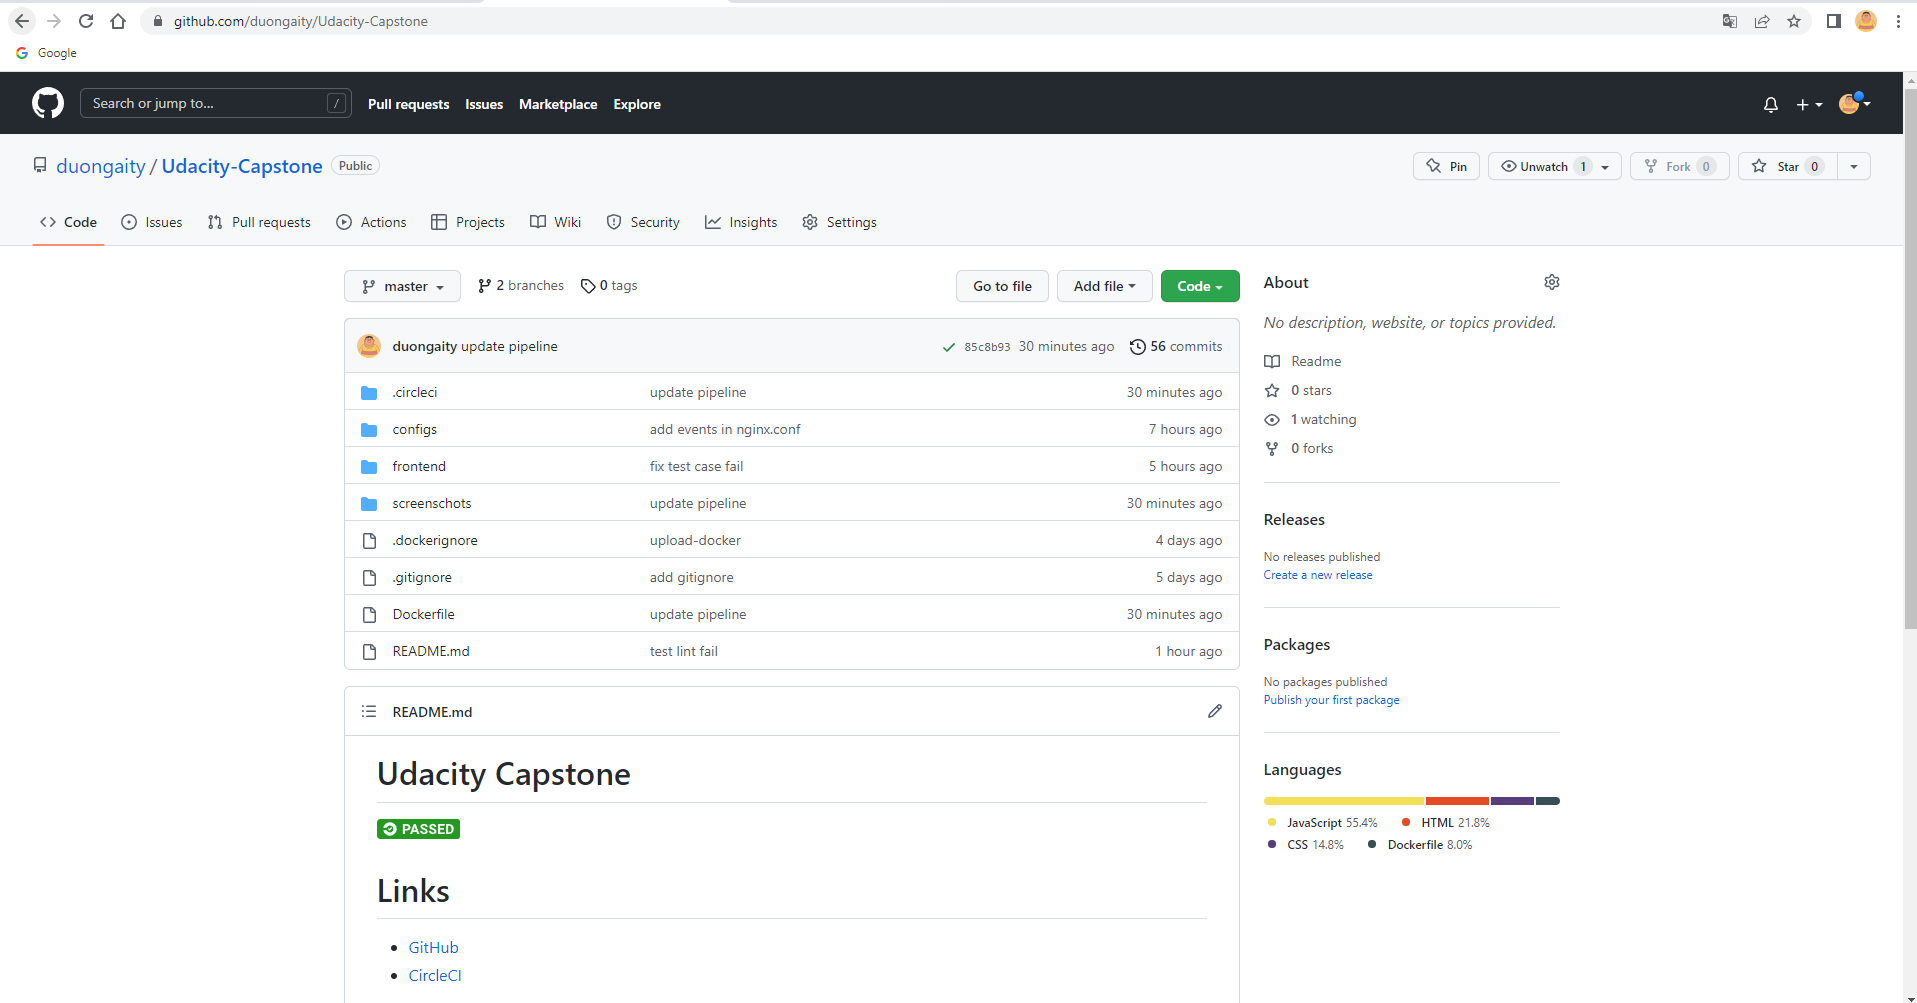 github.com/duongaity/Udacity-Capstone
Google
Search or jump to... /
Pull requests Issues Marketplace Explore
duongaity / Udacity-Capstone Public
Pin Unwatch 1 Fork 0 Star 0
Code Issues Pull requests Actions Projects Wiki Security Insights Settings
master 2 branches 0 tags Go to file Add file Code
duongaity update pipeline 85c8b93 30 minutes ago 56 commits
.circleci update pipeline 30 minutes ago
configs add events in nginx.conf 7 hours ago
frontend fix test case fail 5 hours ago
screenschots update pipeline 30 minutes ago
.dockerignore upload-docker 4 days ago
.gitignore add gitignore 5 days ago
Dockerfile update pipeline 30 minutes ago
README.md test lint fail 1 hour ago
README.md
Udacity Capstone
PASSED
Links
GitHub
CircleCI
About
No description, website, or topics provided.
Readme
0 stars
1 watching
0 forks
Releases
No releases published
Create a new release
Packages
No packages published
Publish your first package
Languages
JavaScript 55.4% HTML 21.8%
CSS 14.8% Dockerfile 8.0%